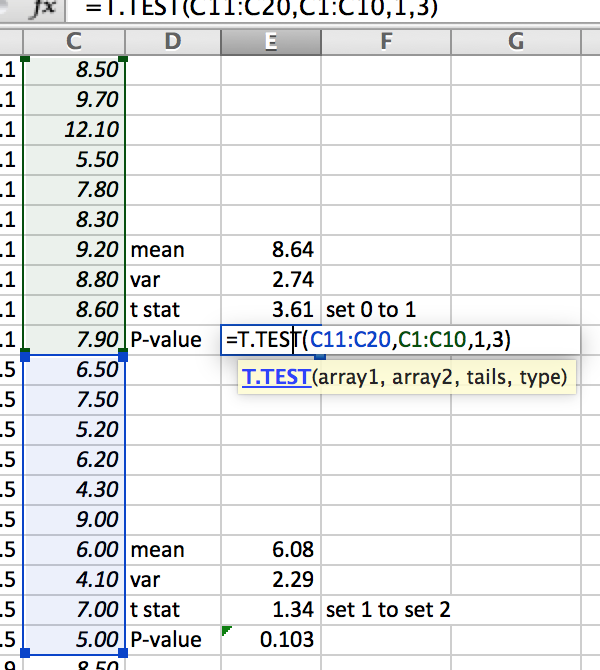 fx =T.TEST(C11:C20,C1:C10,1,3)
C D E F G
.1 8.50
.1 9.70
.1 12.10
.1 5.50
.1 7.80
.1 8.30
.1 9.20 mean 8.64
.1 8.80 var 2.74
.1 8.60 t stat 3.61 set 0 to 1
.1 7.90 P-value =T.TEST(C11:C20,C1:C10,1,3)
.5 6.50
T.TEST(array1, array2, tails, type)
.5 7.50
.5 5.20
.5 6.20
.5 4.30
.5 9.00
.5 6.00 mean 6.08
.5 4.10 var 2.29
.5 7.00 t stat 1.34 set 1 to set 2
.5 5.00 P-value 0.103
.9 8.50